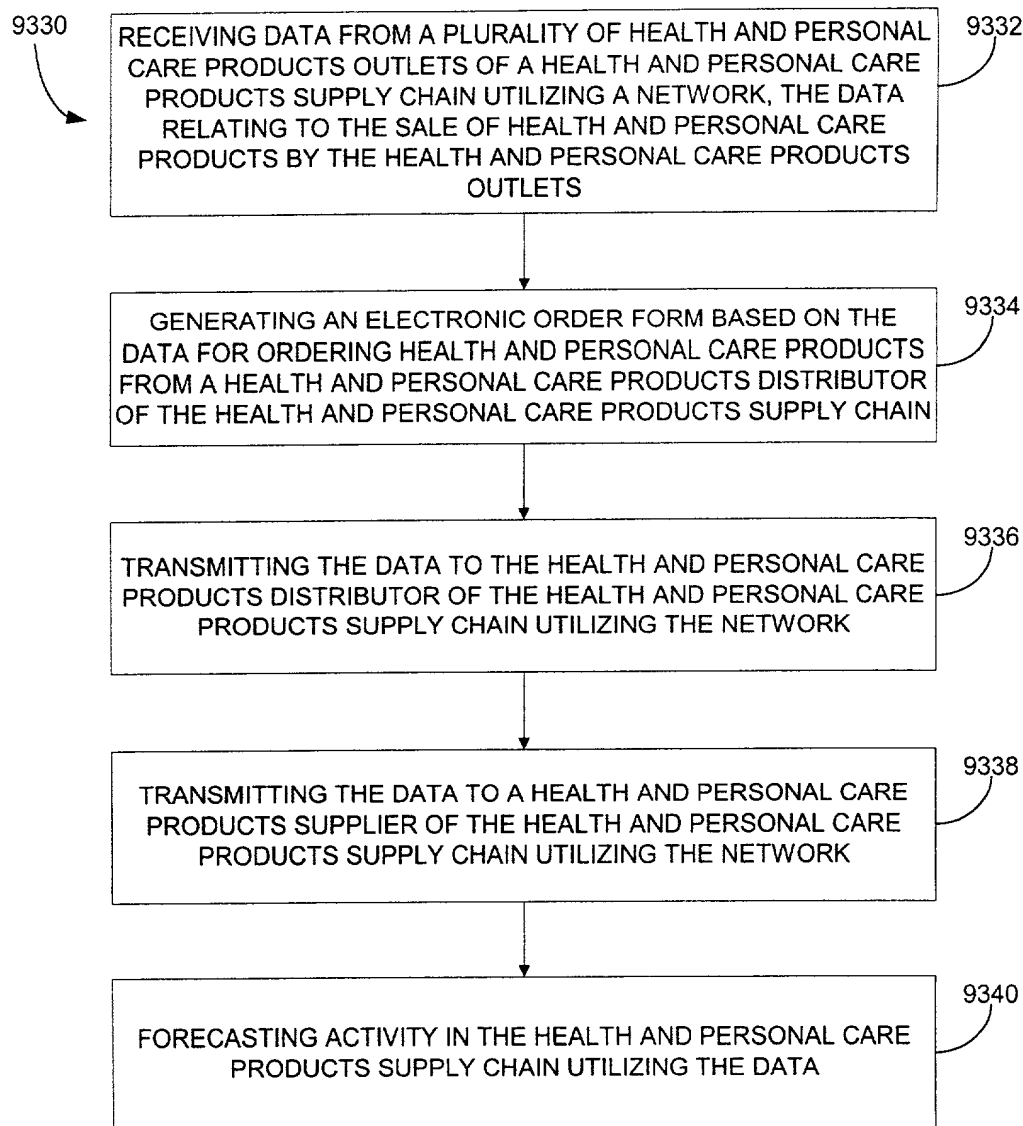 9330
9332
RECEIVING DATA FROM A PLURALITY OF HEALTH AND PERSONAL
CARE PRODUCTS OUTLETS OF A HEALTH AND PERSONAL CARE
PRODUCTS SUPPLY CHAIN UTILIZING A NETWORK, THE DATA
RELATING TO THE SALE OF HEALTH AND PERSONAL CARE
PRODUCTS BY THE HEALTH AND PERSONAL CARE PRODUCTS
OUTLETS
9334
GENERATING AN ELECTRONIC ORDER FORM BASED ON THE
DATA FOR ORDERING HEALTH AND PERSONAL CARE PRODUCTS
FROM A HEALTH AND PERSONAL CARE PRODUCTS DISTRIBUTOR
OF THE HEALTH AND PERSONAL CARE PRODUCTS SUPPLY CHAIN
9336
TRANSMITTING THE DATA TO THE HEALTH AND PERSONAL CARE
PRODUCTS DISTRIBUTOR OF THE HEALTH AND PERSONAL CARE
PRODUCTS SUPPLY CHAIN UTILIZING THE NETWORK
9338
TRANSMITTING THE DATA TO A HEALTH AND PERSONAL CARE
PRODUCTS SUPPLIER OF THE HEALTH AND PERSONAL CARE
PRODUCTS SUPPLY CHAIN UTILIZING THE NETWORK
9340
FORECASTING ACTIVITY IN THE HEALTH AND PERSONAL CARE
PRODUCTS SUPPLY CHAIN UTILIZING THE DATA